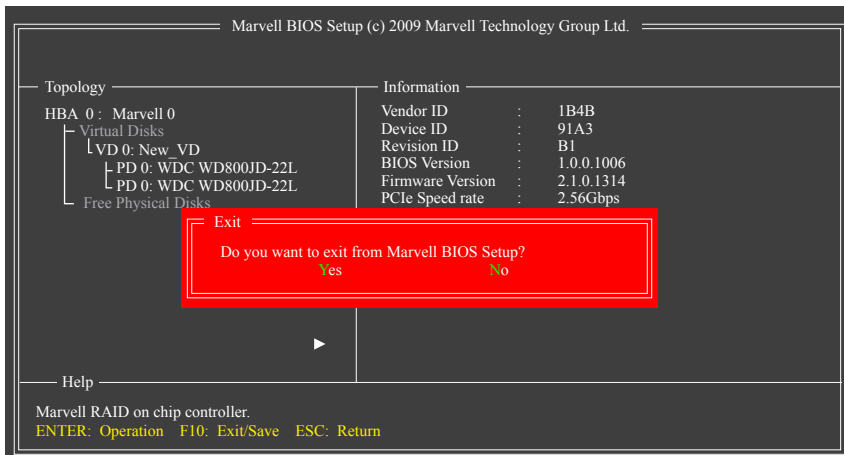 Marvell BIOS Setup (c) 2009 Marvell Technology Group Ltd.
Topology
HBA 0 : Marvell 0
Virtual Disks
VD 0: New_VD
PD 0: WDC WD800JD-22L
PD 0: WDC WD800JD-22L
Free Physical Disks
Information
Vendor ID : 1B4B
Device ID : 91A3
Revision ID : B1
BIOS Version : 1.0.0.1006
Firmware Version : 2.1.0.1314
PCIe Speed rate : 2.56Gbps
Exit
Do you want to exit from Marvell BIOS Setup?
Yes No
Help
Marvell RAID on chip controller.
ENTER: Operation F10: Exit/Save ESC: Return